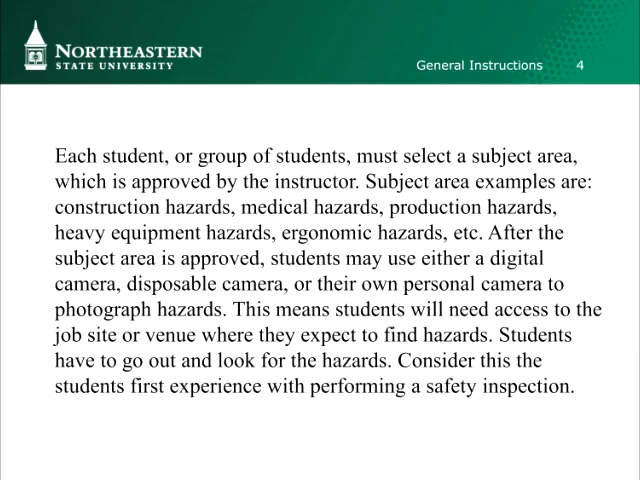 NORTHEASTERN
STATE UNIVERSITY
General Instructions 4
Each student, or group of students, must select a subject area,
which is approved by the instructor. Subject area examples are:
construction hazards, medical hazards, production hazards,
heavy equipment hazards, ergonomic hazards, etc. After the
subject area is approved, students may use either a digital
camera, disposable camera, or their own personal camera to
photograph hazards. This means students will need access to the
job site or venue where they expect to find hazards. Students
have to go out and look for the hazards. Consider this the
students first experience with performing a safety inspection.